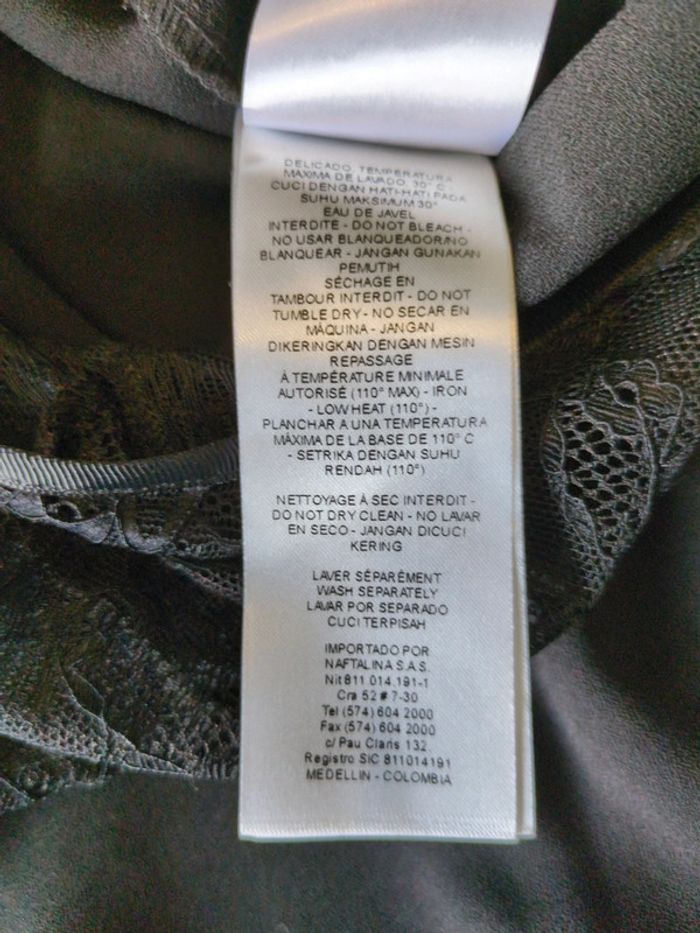 DELICADO, TEMPERATURA
MAXIMA DE LAVADO, 30° C -
CUCI DENGAN HATI-HATI PADA
SUHU MAKSIMUM 30°
EAU DE JAVEL
INTERDITE - DO NOT BLEACH -
NO USAR BLANQUEADOR/NO
BLANQUEAR - JANGAN GUNAKAN
PEMUTIH
SÉCHAGE EN
TAMBOUR INTERDIT - DO NOT
TUMBLE DRY - NO SECAR EN
MÁQUINA - JANGAN
DIKERINGKAN DENGAN MESIN
REPASSAGE
À TEMPÉRATURE MINIMALE
AUTORISÉ (110° MAX) - IRON
- LOW HEAT (110°) -
PLANCHAR A UNA TEMPERATURA
MÁXIMA DE LA BASE DE 110° C
- SETRIKA DENGAN SUHU
RENDAH (110°)
NETTOYAGE À SEC INTERDIT -
DO NOT DRY CLEAN - NO LAVAR
EN SECO - JANGAN DICUCI
KERING
LAVER SÉPARÉMENT
WASH SEPARATELY
LAVAR POR SEPARADO
CUCI TERPISAH
IMPORTADO POR
NAFTALINA S.A.S.
Nit 811 014.191-1
Cra 52 # 7-30
Tel (574) 604 2000
Fax (574) 604 2000
c/ Pau Claris 132.
Registro SIC 811014191
MEDELLIN - COLOMBIA